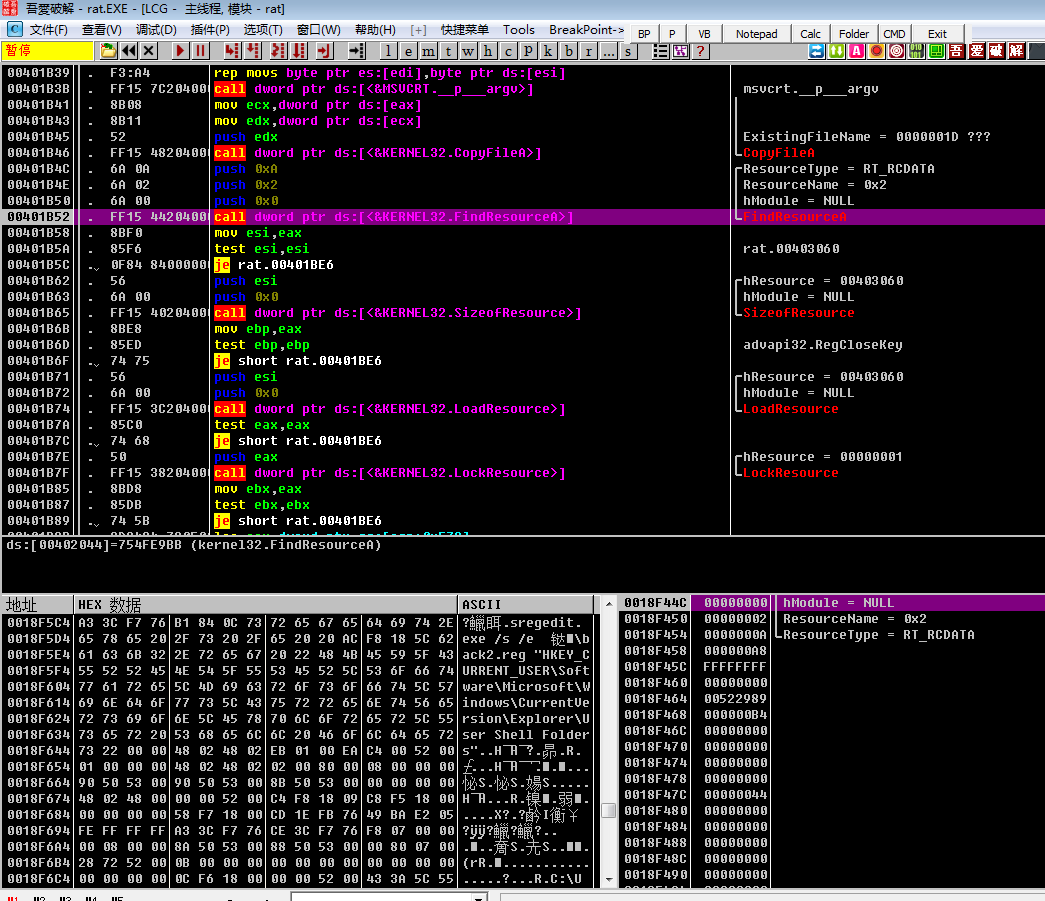 吾愛破解 - rat.EXE - [LCG - 主线程, 模块 - rat]
文件(F) 查看(V) 调试(D) 插件(P) 选项(T) 窗口(W) 帮助(H) [+] 快捷菜单 Tools BreakPoint-> BP P VB Notepad Calc Folder CMD Exit
暂停 l e m t w h c p k b r ... s ? 吾 爱 破 解
00401B39 . F3:A4 rep movs byte ptr es:[edi],byte ptr ds:[esi]
00401B3B . FF15 7C20400 call dword ptr ds:[<&MSVCRT.__p___argv>] msvcrt.__p___argv
00401B41 . 8B08 mov ecx,dword ptr ds:[eax]
00401B43 . 8B11 mov edx,dword ptr ds:[ecx]
00401B45 . 52 push edx ExistingFileName = 0000001D ???
00401B46 . FF15 4820400 call dword ptr ds:[<&KERNEL32.CopyFileA>] CopyFileA
00401B4C . 6A 0A push 0xA ResourceType = RT_RCDATA
00401B4E . 6A 02 push 0x2 ResourceName = 0x2
00401B50 . 6A 00 push 0x0 hModule = NULL
00401B52 . FF15 4420400 call dword ptr ds:[<&KERNEL32.FindResourceA>] FindResourceA
00401B58 . 8BF0 mov esi,eax
00401B5A . 85F6 test esi,esi rat.00403060
00401B5C . 0F84 8400000 je rat.00401BE6
00401B62 . 56 push esi hResource = 00403060
00401B63 . 6A 00 push 0x0 hModule = NULL
00401B65 . FF15 4020400 call dword ptr ds:[<&KERNEL32.SizeofResource>] SizeofResource
00401B6B . 8BE8 mov ebp,eax
00401B6D . 85ED test ebp,ebp advapi32.RegCloseKey
00401B6F . 74 75 je short rat.00401BE6
00401B71 . 56 push esi hResource = 00403060
00401B72 . 6A 00 push 0x0 hModule = NULL
00401B74 . FF15 3C20400 call dword ptr ds:[<&KERNEL32.LoadResource>] LoadResource
00401B7A . 85C0 test eax,eax
00401B7C . 74 68 je short rat.00401BE6
00401B7E . 50 push eax hResource = 00000001
00401B7F . FF15 3820400 call dword ptr ds:[<&KERNEL32.LockResource>] LockResource
00401B85 . 8BD8 mov ebx,eax
00401B87 . 85DB test ebx,ebx
00401B89 . 74 5B je short rat.00401BE6
ds:[00402044]=754FE9BB (kernel32.FindResourceA)
地址 HEX 数据 ASCII
0018F5C4 A3 3C F7 76 B1 84 0C 73 72 65 67 65 64 69 74 2E .sregedit.
0018F5D4 65 78 65 20 2F 73 20 2F 65 20 20 AC F8 18 5C 62 exe /s /e \b
0018F5E4 61 63 6B 32 2E 72 65 67 20 22 48 4B 45 59 5F 43 ack2.reg "HKEY_C
0018F5F4 55 52 52 45 4E 54 5F 55 53 45 52 5C 53 6F 66 74 URRENT_USER\Soft
0018F604 77 61 72 65 5C 4D 69 63 72 6F 73 6F 66 74 5C 57 ware\Microsoft\W
0018F614 69 6E 64 6F 77 73 5C 43 75 72 72 65 6E 74 56 65 indows\CurrentVe
0018F624 72 73 69 6F 6E 5C 45 78 70 6C 6F 72 65 72 5C 55 rsion\Explorer\U
0018F634 73 65 72 20 53 68 65 6C 6C 20 46 6F 6C 64 65 72 ser Shell Folder
0018F644 73 22 00 00 48 02 48 02 EB 01 00 EA C4 00 52 00 s"..
0018F654 01 00 00 00 48 02 48 02 02 00 80 00 08 00 00 00
0018F664 90 50 53 00 90 50 53 00 8B 50 53 00 00 00 00 00
0018F674 48 02 48 00 00 00 52 00 C4 F8 18 09 C8 F5 18 00
0018F684 00 00 00 00 58 F7 18 00 CD 1E FB 76 49 BA E2 05
0018F694 FE FF FF FF A3 3C F7 76 CE 3C F7 76 F8 07 00 00
0018F6A4 00 08 00 00 8A 50 53 00 88 50 53 00 00 80 07 00
0018F6B4 28 72 52 00 0B 00 00 00 00 00 00 00 00 00 00 00 (rR.
0018F6C4 00 00 00 00 0C F6 18 00 00 00 52 00 43 3A 5C 55 R.C:\U
0018F44C 00000000 hModule = NULL
0018F450 00000002 ResourceName = 0x2
0018F454 0000000A ResourceType = RT_RCDATA
0018F458 000000A8
0018F45C FFFFFFFF
0018F460 00000000
0018F464 00522989
0018F468 000000B4
0018F46C 00000000
0018F470 00000000
0018F474 00000000
0018F478 00000000
0018F47C 00000044
0018F480 00000000
0018F484 00000000
0018F488 00000000
0018F48C 00000000
0018F490 00000000